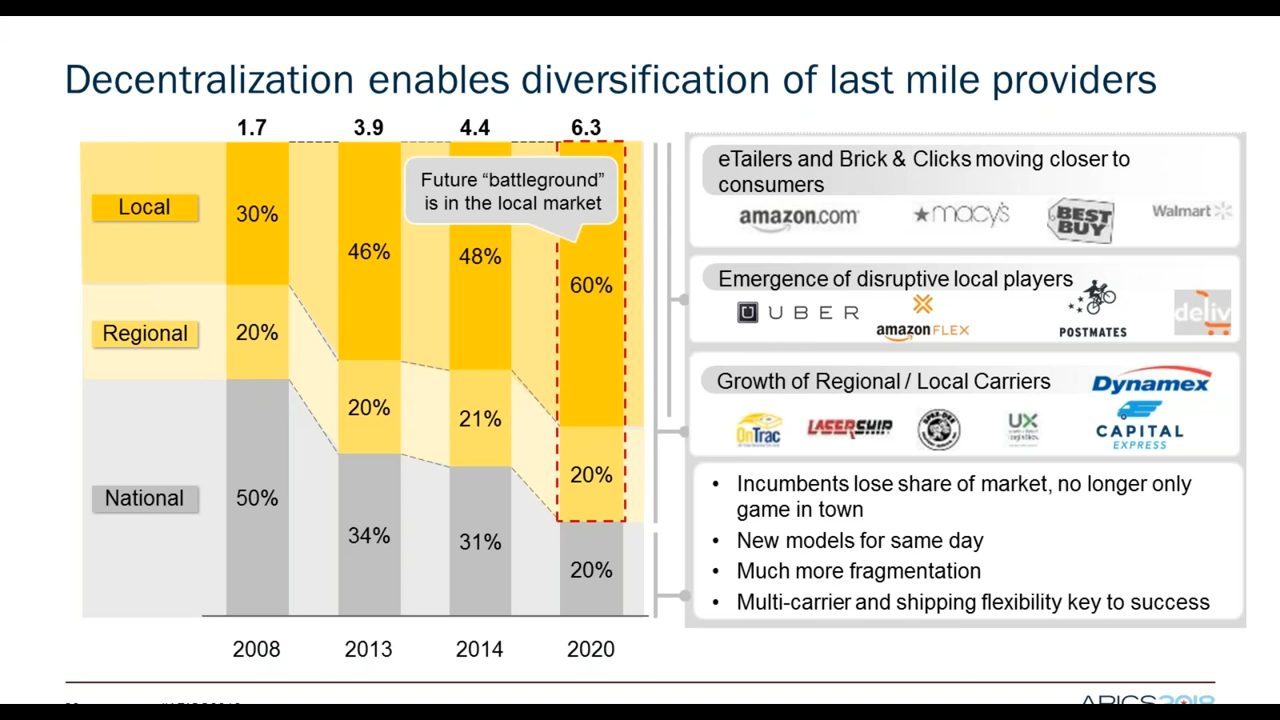 Decentralization enables diversification of last mile providers
1.7 3.9 4.4 6.3
Local
Regional
National
30%
20%
50%
46%
20%
34%
48%
21%
31%
60%
20%
20%
Future “battleground”
is in the local market
2008 2013 2014 2020
eTailers and Brick & Clicks moving closer to
consumers
amazon.com macy's BEST BUY Walmart
Emergence of disruptive local players
UBER amazonFLEX POSTMATES deliv
Growth of Regional / Local Carriers
Dynamex
OnTrac LASERSHIP UX
CAPITAL
EXPRESS
• Incumbents lose share of market, no longer only
game in town
• New models for same day
• Much more fragmentation
• Multi-carrier and shipping flexibility key to success
APICS2018